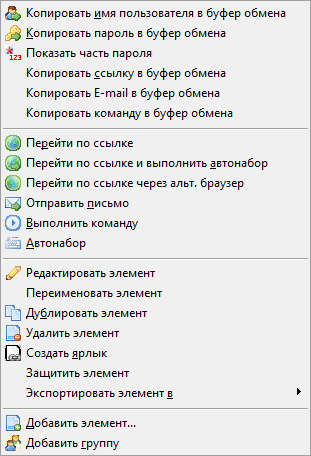 Копировать имя пользователя в буфер обмена
Копировать пароль в буфер обмена
Показать часть пароля
Копировать ссылку в буфер обмена
Копировать E-mail в буфер обмена
Копировать команду в буфер обмена
Перейти по ссылке
Перейти по ссылке и выполнить автонабор
Перейти по ссылке через альт. браузер
Отправить письмо
Выполнить команду
Автонабор
Редактировать элемент
Переименовать элемент
Дублировать элемент
Удалить элемент
Создать ярлык
Защитить элемент
Экспортировать элемент в
Добавить элемент...
Добавить группу